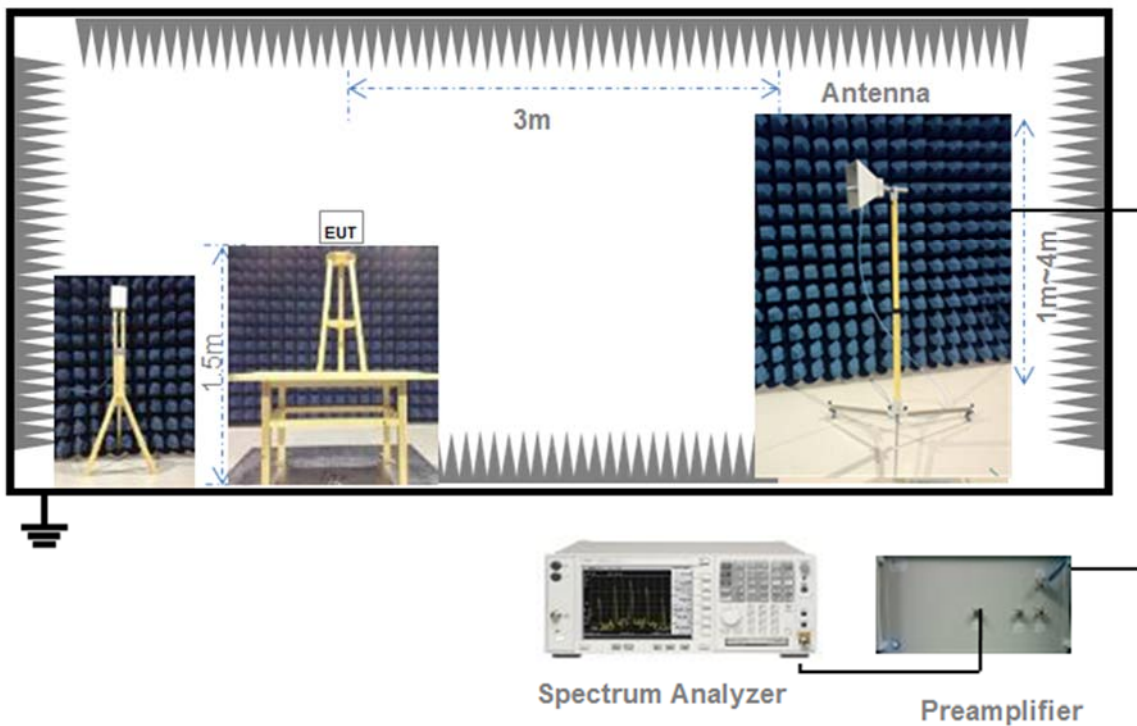 Antenna
3m
EUT
1.5m
1m~4m
Spectrum Analyzer
Preamplifier